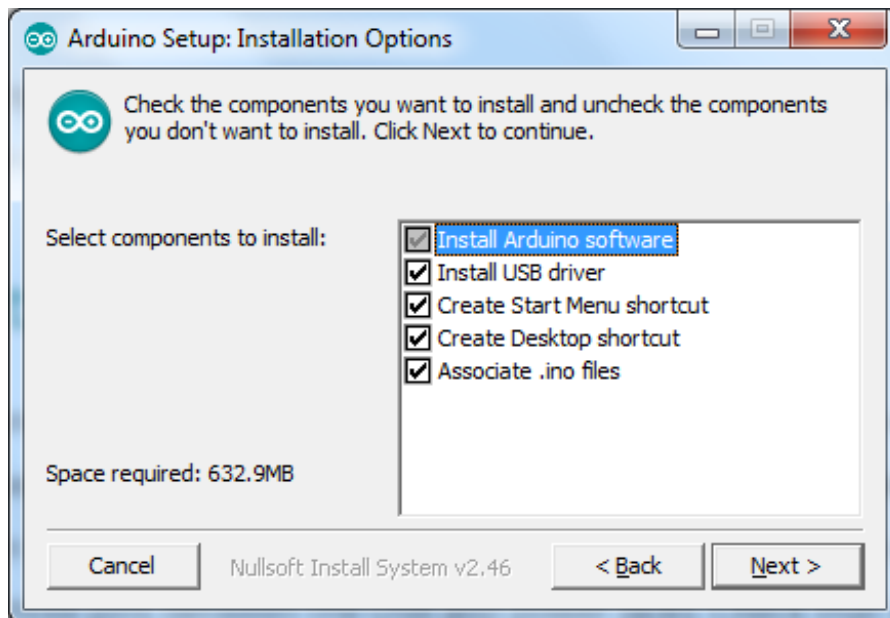 Arduino Setup: Installation Options
Check the components you want to install and uncheck the components
you don't want to install. Click Next to continue.
Select components to install:
Install Arduino software
Install USB driver
Create Start Menu shortcut
Create Desktop shortcut
Associate .ino files
Space required: 632.9MB
Cancel
Nullsoft Install System v2.46
< Back
Next >